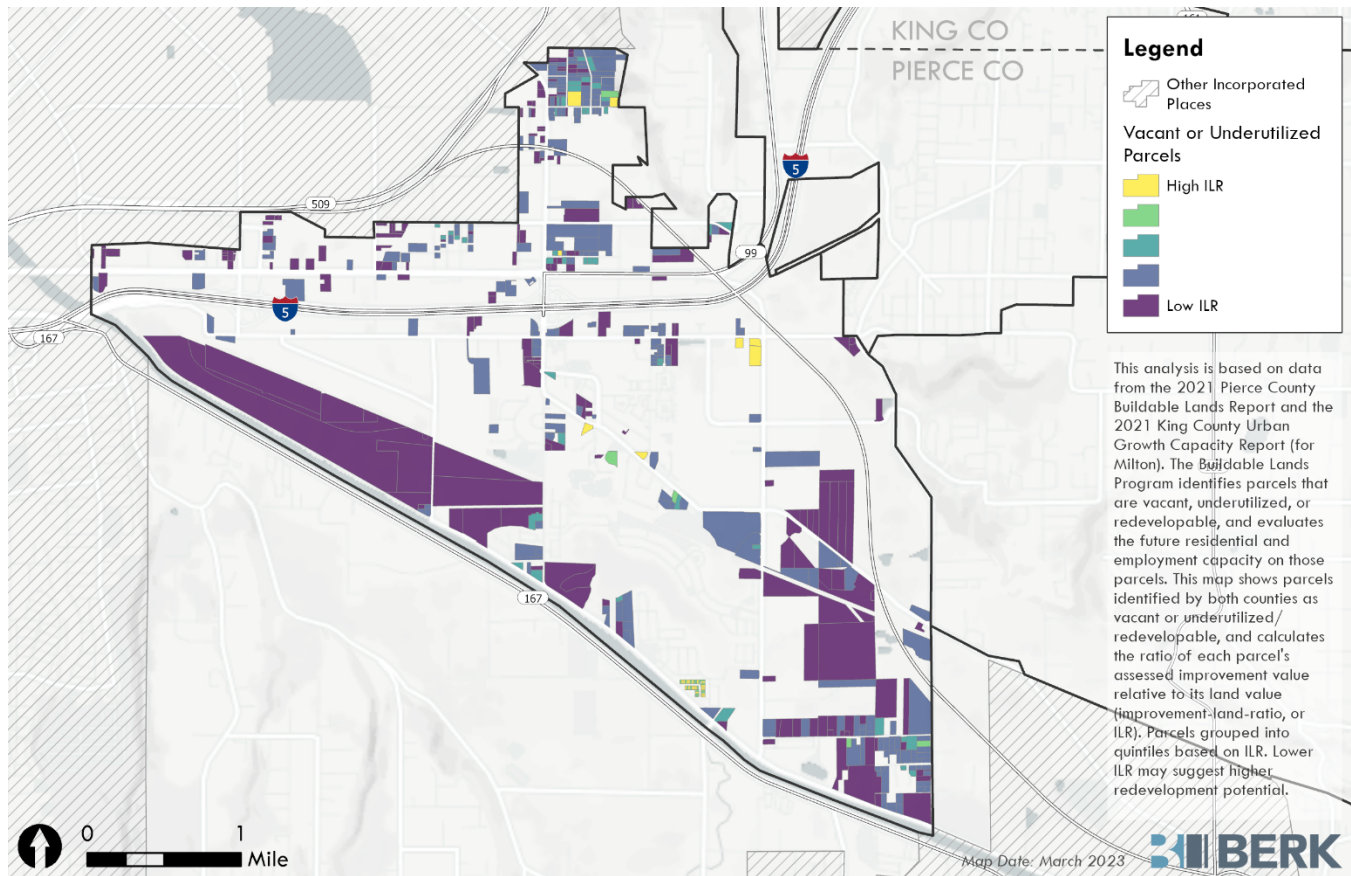 KING CO
PIERCE CO
Legend
Other Incorporated
Places
Vacant or Underutilized
Parcels
High ILR
Low ILR
5
509
99
5
167
167
This analysis is based on data
from the 2021 Pierce County
Buildable Lands Report and the
2021 King County Urban
Growth Capacity Report (for
Milton). The Buildable Lands
Program identifies parcels that
are vacant, underutilized, or
redevelopable, and evaluates
the future residential and
employment capacity on those
parcels. This map shows parcels
identified by both counties as
vacant or underutilized/
redevelopable, and calculates
the ratio of each parcel's
assessed improvement value
relative to its land value
(improvement-land-ratio, or
ILR). Parcels grouped into
quintiles based on ILR. Lower
ILR may suggest higher
redevelopment potential.
0 1
Mile
Map Date: March 2023
BERK